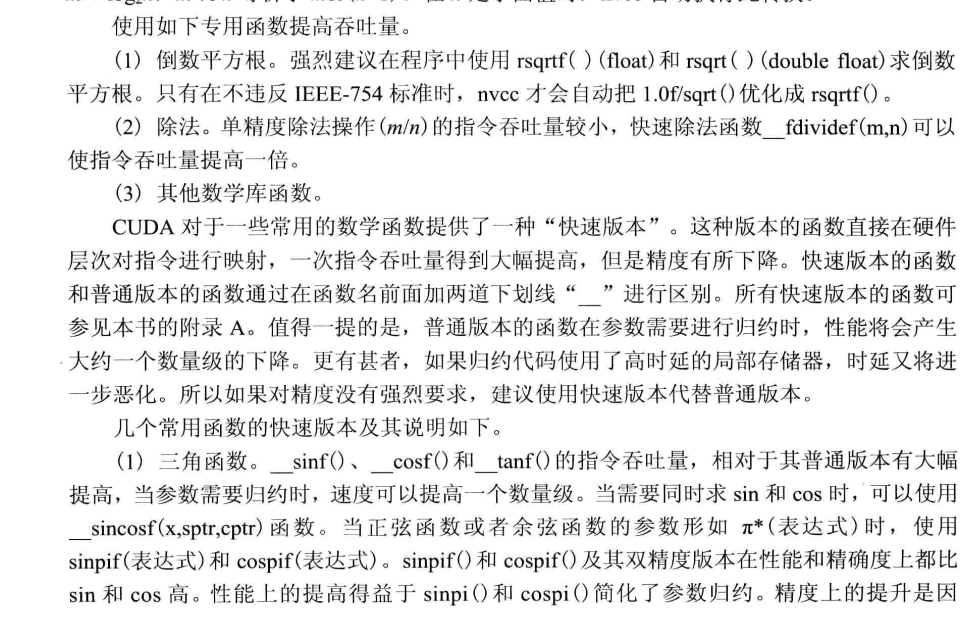 使用如下专用函数提高吞吐量。
(1) 倒数平方根。强烈建议在程序中使用 rsqrtf( ) (float)和 rsqrt( ) (double float)求倒数
平方根。只有在不违反 IEEE-754 标准时，nvcc 才会自动把 1.0f/sqrt()优化成 rsqrtf()。
(2) 除法。单精度除法操作(m/n)的指令吞吐量较小，快速除法函数__fdividef(m,n)可以
使指令吞吐量提高一倍。
(3) 其他数学库函数。
CUDA 对于一些常用的数学函数提供了一种“快速版本”。这种版本的函数直接在硬件
层次对指令进行映射，一次指令吞吐量得到大幅提高，但是精度有所下降。快速版本的函数
和普通版本的函数通过在函数名前面加两道下划线“__”进行区别。所有快速版本的函数可
参见本书的附录 A。值得一提的是，普通版本的函数在参数需要进行归约时，性能将会产生
大约一个数量级的下降。更有甚者，如果归约代码使用了高时延的局部存储器，时延又将进
一步恶化。所以如果对精度没有强烈要求，建议使用快速版本代替普通版本。
几个常用函数的快速版本及其说明如下。
(1) 三角函数。__sinf()、__cosf()和__tanf()的指令吞吐量，相对于其普通版本有大幅
提高，当参数需要归约时，速度可以提高一个数量级。当需要同时求 sin 和 cos 时，可以使用
__sincosf(x,sptr,cptr)函数。当正弦函数或者余弦函数的参数形如 π*(表达式)时，使用
sinpif(表达式)和 cospif(表达式)。sinpif()和 cospif()及其双精度版本在性能和精确度上都比
sin 和 cos 高。性能上的提高得益于 sinpi()和 cospi()简化了参数归约。精度上的提升是因